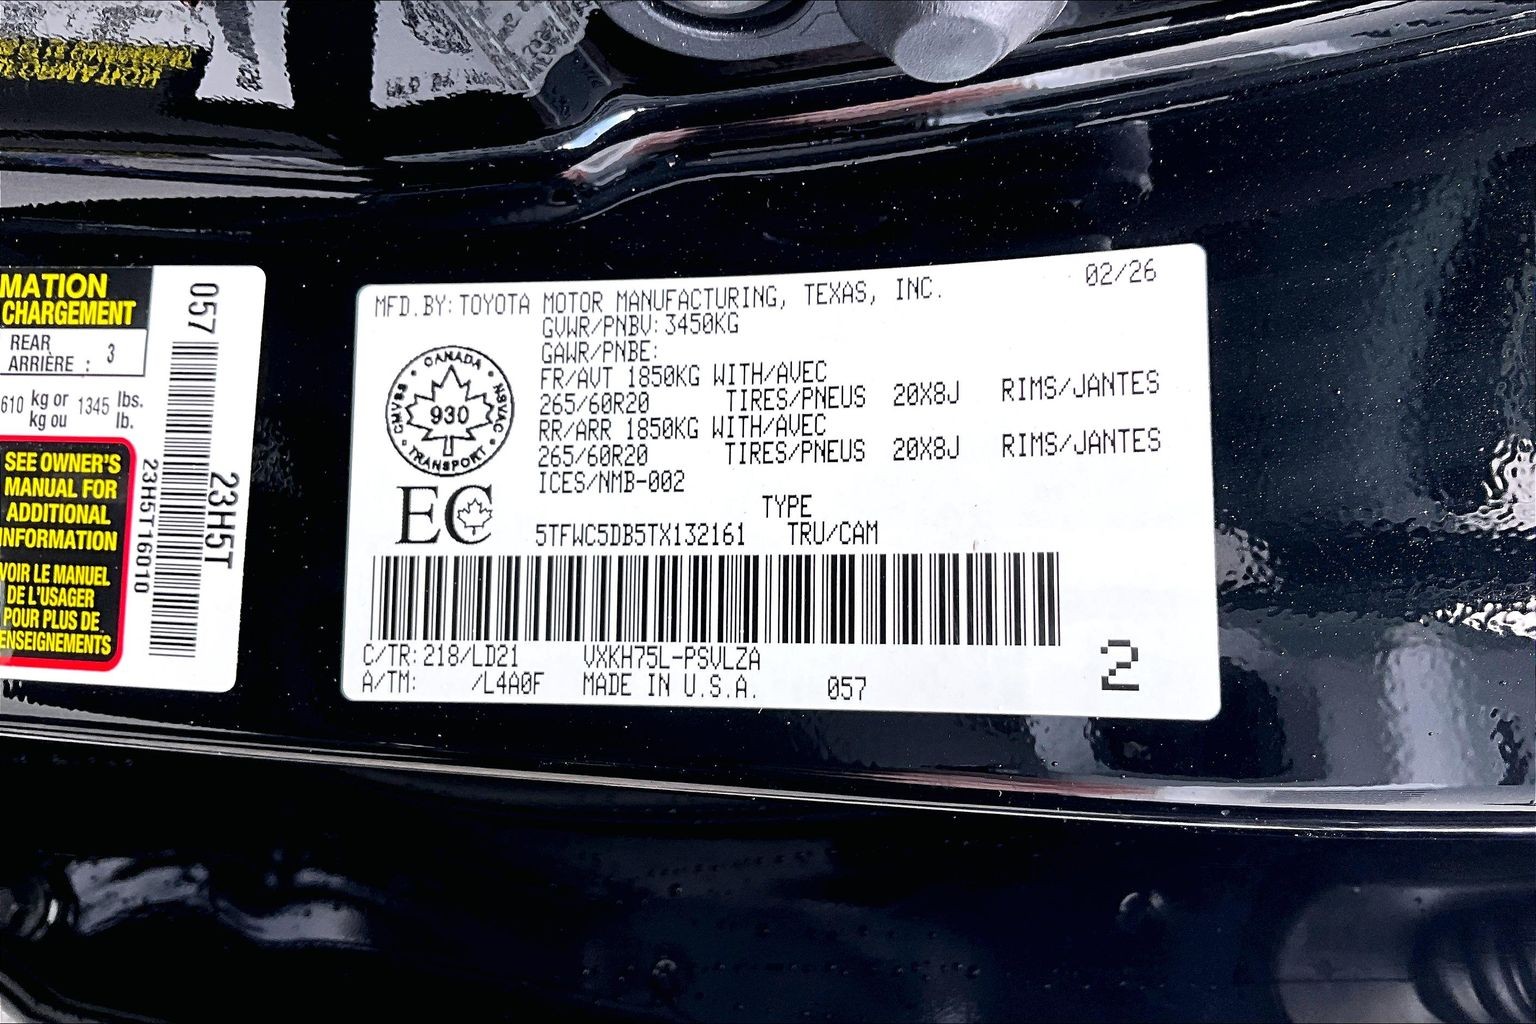 MATION
CHARGEMENT
REAR
ARRIÈRE : 3
610 kg or 1345 lbs.
kg ou lb.
SEE OWNER'S
MANUAL FOR
ADDITIONAL
INFORMATION
VOIR LE MANUEL
DE L'USAGER
POUR PLUS DE
ENSEIGNEMENTS
057
23H5T
23H5T16010
MFD.BY:TOYOTA MOTOR MANUFACTURING, TEXAS, INC. 02/26
GVWR/PNBV:3450KG
GAWR/PNBE:
FR/AVT 1850KG WITH/AVEC
265/60R20 TIRES/PNEUS 20X8J RIMS/JANTES
RR/ARR 1850KG WITH/AVEC
265/60R20 TIRES/PNEUS 20X8J RIMS/JANTES
ICES/NMB-002
CANADA
CMVSS 930 NSVAC
TRANSPORT
EC
TYPE
5TFWC5DB5TX132161 TRU/CAM
C/TR:218/LD21 VXKH75L-PSVLZA
A/TM: /L4A0F MADE IN U.S.A. 057
2